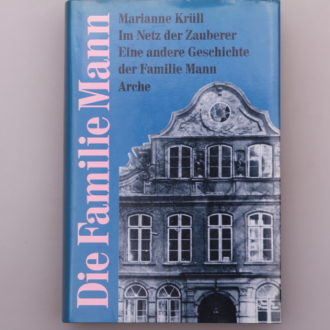 Die Familie Mann
Marianne Krüll
Im Netz der Zauberer
Eine andere Geschichte
der Familie Mann
Arche